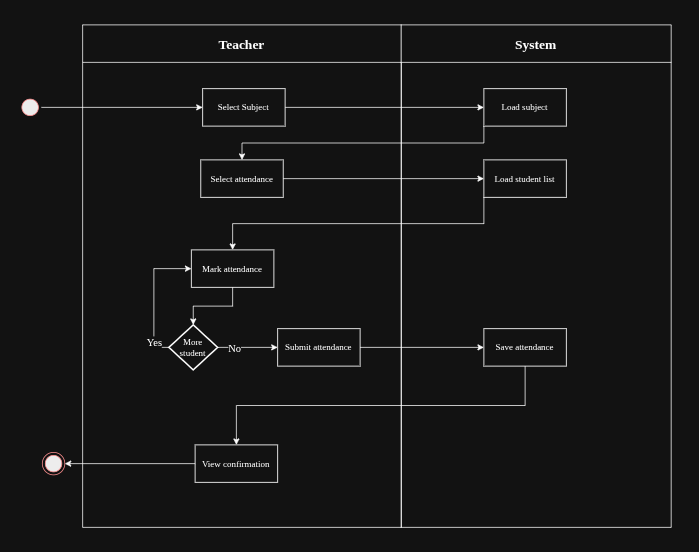 Teacher
System
Select Subject
Load subject
Select attendance
Load student list
Mark attendance
Yes
More
student
No
Submit attendance
Save attendance
View confirmation